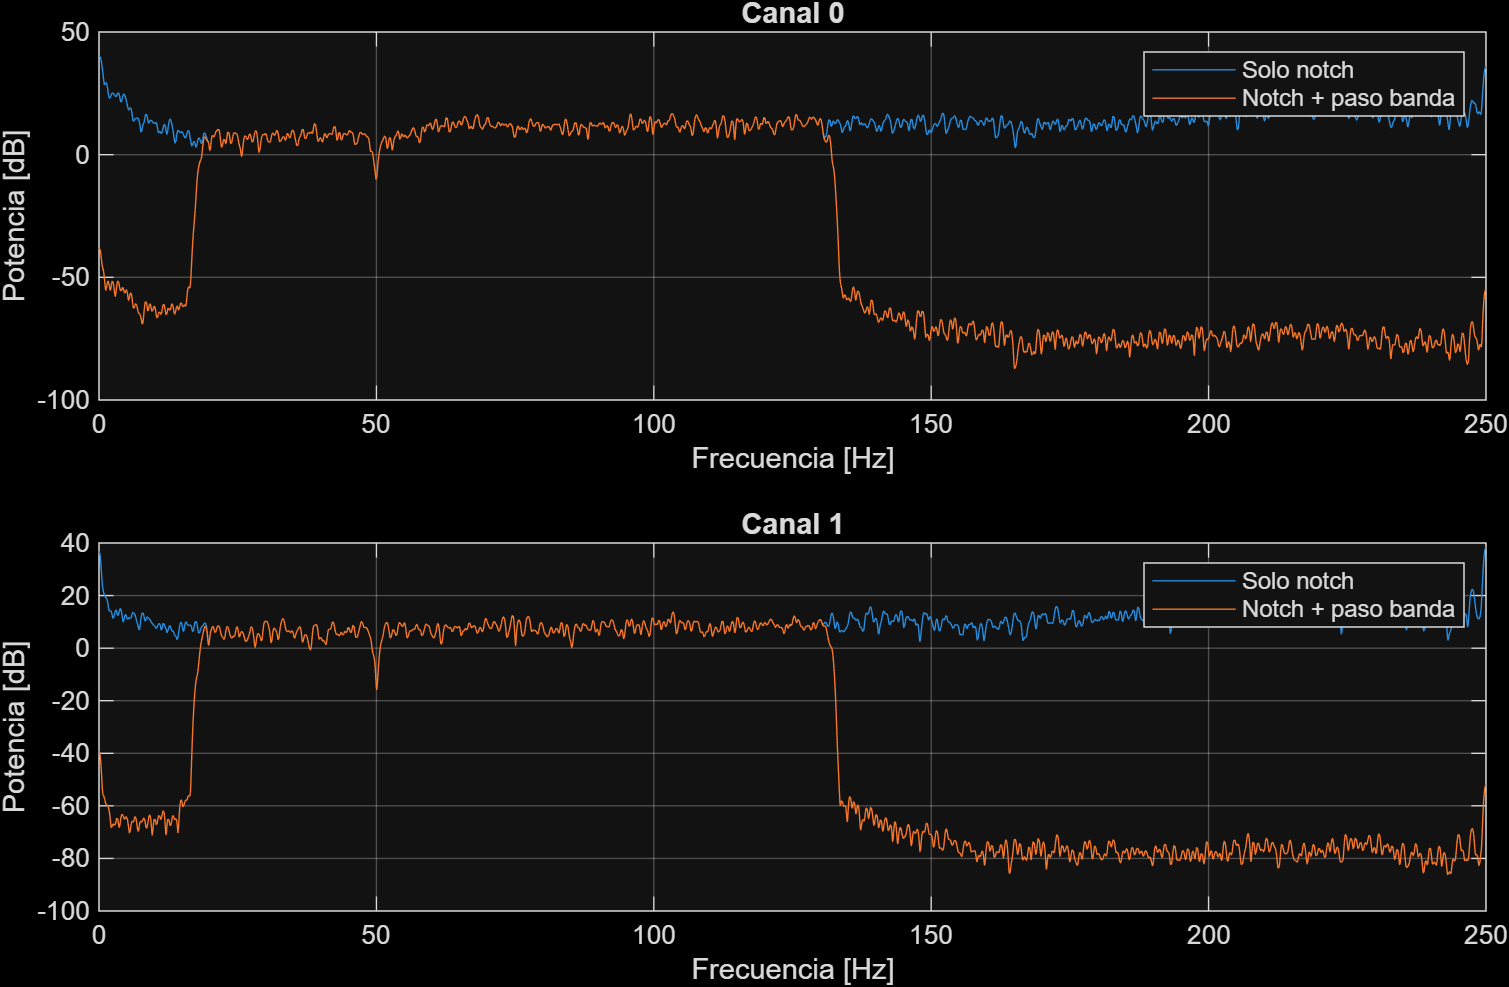 Canal 0
50
0
-50
-100
Potencia [dB]
Solo notch
Notch + paso banda
0
50
100
150
200
250
Frecuencia [Hz]
Canal 1
40
20
0
-20
-40
-60
-80
-100
Potencia [dB]
Solo notch
Notch + paso banda
0
50
100
150
200
250
Frecuencia [Hz]